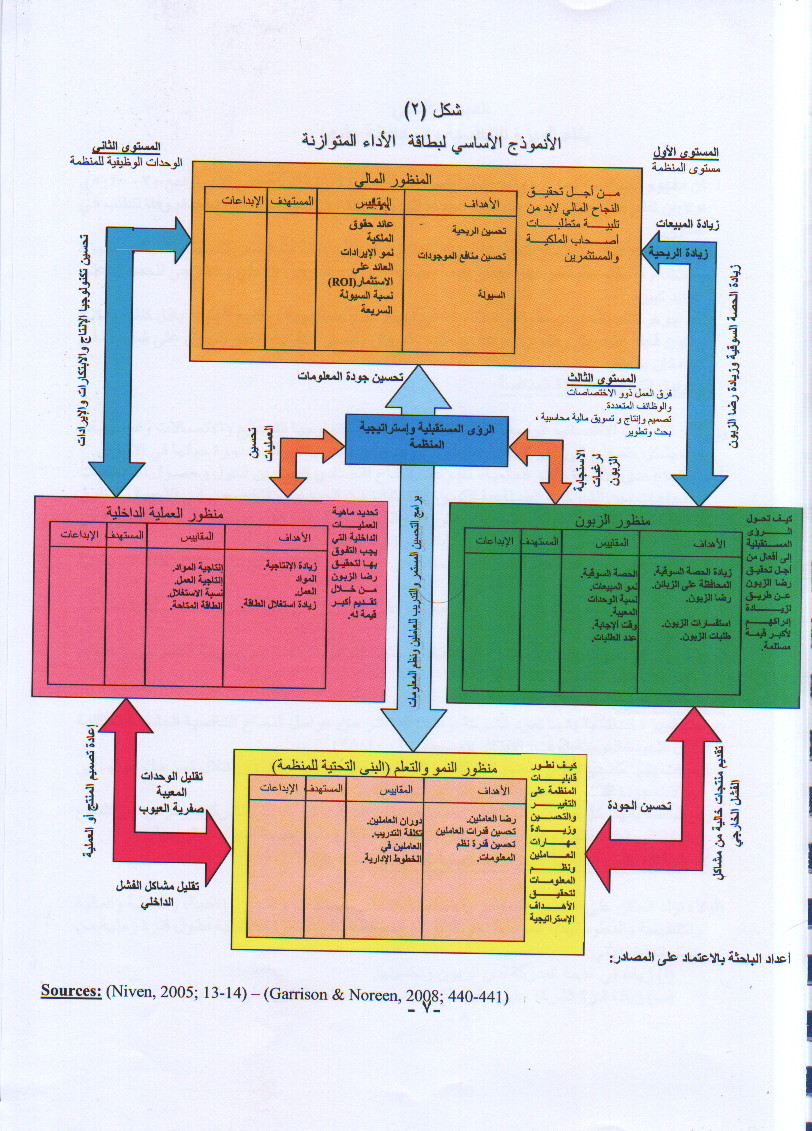 شكل (٢)
الأنموذج الأساسي لبطاقة الأداء المتوازنة
المستوى الأول
مستوى المنظمة
المستوى الثاني
الوحدات الوظيفية للمنظمة
المنظور المالي
من أجل تحقيق
النجاح المالي لابد من
تلبية متطلبات
أصحاب الملكية
والمستثمرين
الأهداف
المقاييس
المستهدف
الإبداعات
تحسين الربحية
تحسين منافع الموجودات
السيولة
عائد حقوق
الملكية
نمو الإيرادات
العائد على
الاستثمار(ROI)
نسبة السيولة
السريعة
زيادة المبيعات
زيادة الربحية
زيادة الحصة السوقية وزيادة رضا الزبون
تحسين تكنولوجيا الإنتاج والابتكارات والإيرادات
تحسين جودة المعلومات
المستوى الثالث
فرق العمل ذوو الاختصاصات
والوظائف المتعددة.
تصميم وإنتاج و تسويق مالية محاسبية ،
بحث وتطوير
الرؤى المستقبلية وإستراتيجية
المنظمة
تحسين
العمليات
الاستجابة
لرغبات
الزبون
برامج التحسين المستمر والتدريب للعاملين ونظم المعلومات
منظور الزبون
كيف تحول
الرؤى
المستقبلية
إلى أفعال من
أجل تحقيق
رضا الزبون
عن طريق
لزيادة
إدراكهم
لأكبر قيمة
مستلمة.
الأهداف
المقاييس
المستهدف
الإبداعات
زيادة الحصة السوقية.
المحافظة على الزبائن.
رضا الزبون.
استفسارات الزبون.
طلبات الزبون.
الحصة السوقية.
نمو المبيعات.
نسبة الوحدات
المعيبة.
وقت الإجابة.
عدد الطلبات.
منظور العملية الداخلية
تحديد ماهية
العمليات
الداخلية التي
يجب التفوق
بها لتحقيق
رضا الزبون
من خلال
تقديم أكبر
قيمة له.
الأهداف
المقاييس
المستهدف
الإبداعات
زيادة الإنتاجية.
المواد
العمل.
زيادة استغلال الطاقة.
إنتاجية المواد.
إنتاجية العمل.
نسبة الاستغلال.
الطاقة المتاحة.
تقديم منتجات خالية من مشاكل
الفشل الخارجي
تحسين الجودة
إعادة تصميم المنتج أو العملية
تقليل الوحدات
المعيبة
صفرية العيوب
تقليل مشاكل الفشل
الداخلي
منظور النمو والتعلم (البنى التحتية للمنظمة)
كيف نطور
قابليات
المنظمة على
التغيير
والتحسين
وزيادة
مهارات
العاملين
ونظم
المعلومات
لتحقيق
الأهداف
الإستراتيجية
الأهداف
المقاييس
المستهدف
الإبداعات
رضا العاملين.
تحسين قدرات العاملين
تحسين قدرة نظم
المعلومات.
دوران العاملين.
تكلفة التدريب.
العاملين في
الخطوط الإدارية.
أعداد الباحثة بالاعتماد على المصادر:
Sources: (Niven, 2005; 13-14) – (Garrison & Noreen, 2008; 440-441)
- ٧-